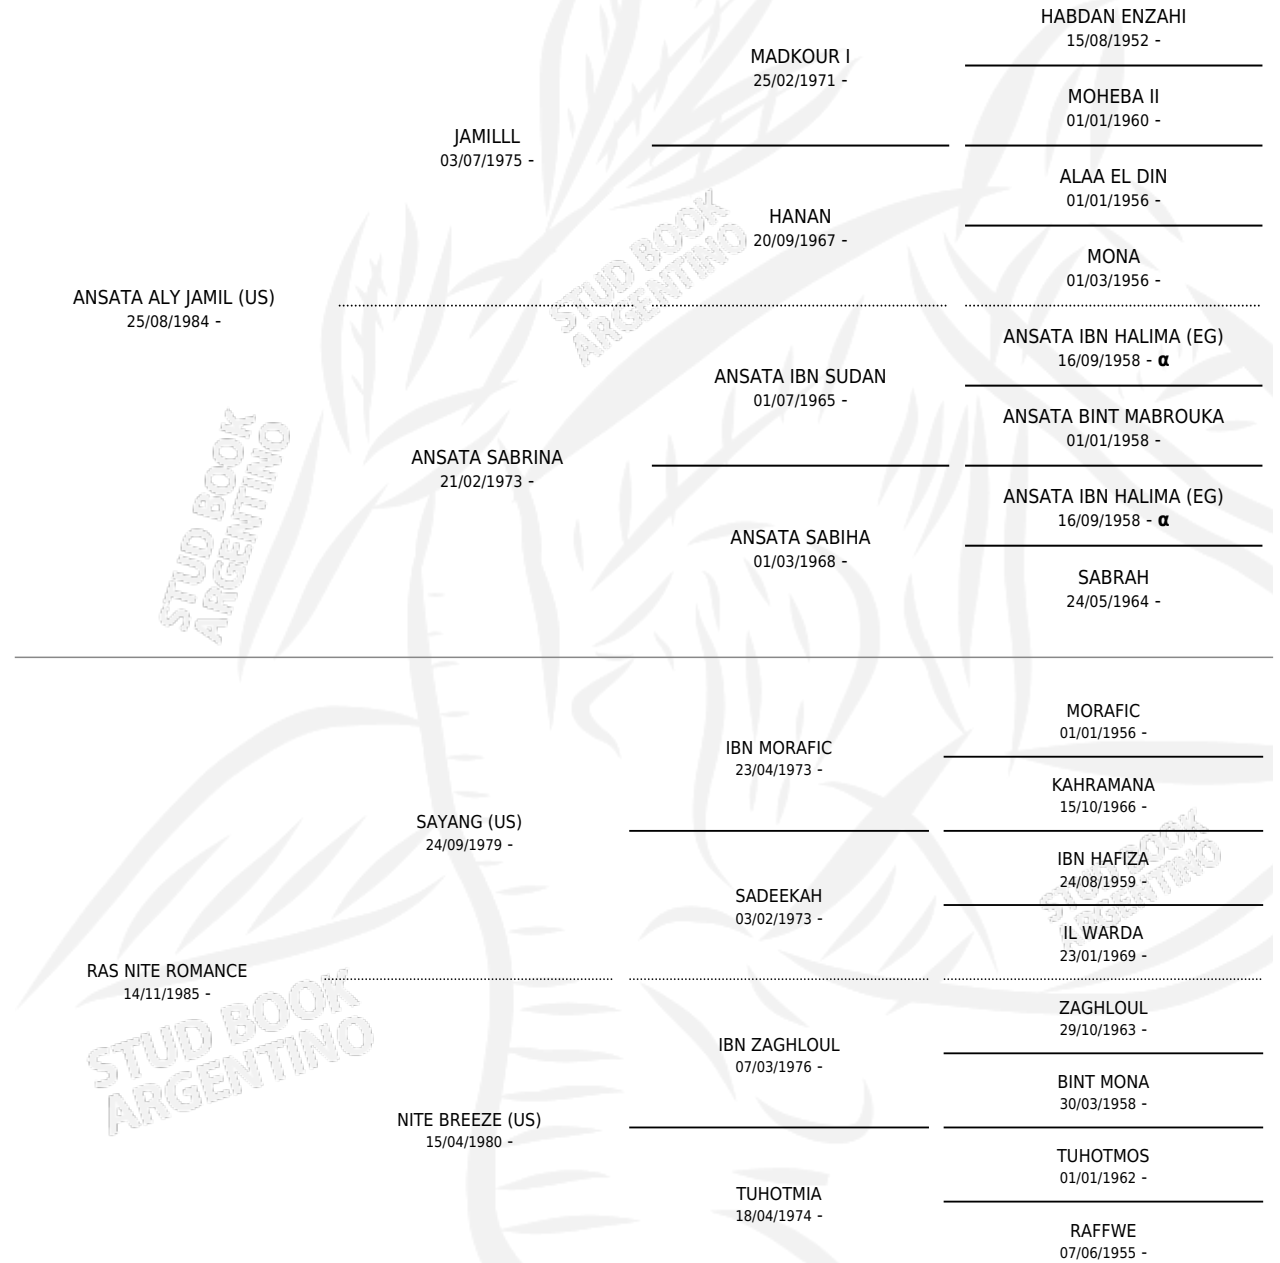 HABDAN ENZAHI
15/08/1952 -
MADKOUR I
25/02/1971 -
MOHEBA II
01/01/1960 -
JAMILLL
03/07/1975 -
ALAA EL DIN
01/01/1956 -
HANAN
20/09/1967 -
MONA
01/03/1956 -
ANSATA ALY JAMIL (US)
25/08/1984 -
ANSATA IBN HALIMA (EG)
16/09/1958 - α
ANSATA IBN SUDAN
01/07/1965 -
ANSATA BINT MABROUKA
01/01/1958 -
ANSATA SABRINA
21/02/1973 -
ANSATA IBN HALIMA (EG)
16/09/1958 - α
ANSATA SABIHA
01/03/1968 -
SABRAH
24/05/1964 -
MORAFIC
01/01/1956 -
IBN MORAFIC
23/04/1973 -
KAHRAMANA
15/10/1966 -
SAYANG (US)
24/09/1979 -
IBN HAFIZA
24/08/1959 -
SADEEKAH
03/02/1973 -
IL WARDA
23/01/1969 -
RAS NITE ROMANCE
14/11/1985 -
ZAGHLOUL
29/10/1963 -
IBN ZAGHLOUL
07/03/1976 -
BINT MONA
30/03/1958 -
NITE BREEZE (US)
15/04/1980 -
TUHOTMOS
01/01/1962 -
TUHOTMIA
18/04/1974 -
RAFFWE
07/06/1955 -
STUD BOOK
ARGENTINO
STUD BOOK
ARGENTINO
STUD BOOK
ARGENTINO
STUD BOOK
ARGENTINO